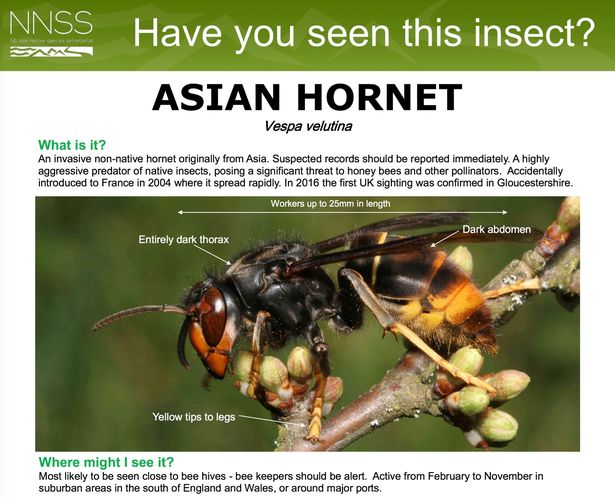 NNSS
GB non-native species secretariat
Have you seen this insect?
ASIAN HORNET
Vespa velutina
What is it?
An invasive non-native hornet originally from Asia. Suspected records should be reported immediately. A highly
aggressive predator of native insects, posing a significant threat to honey bees and other pollinators. Accidentally
introduced to France in 2004 where it spread rapidly. In 2016 the first UK sighting was confirmed in Gloucestershire.
Workers up to 25mm in length
Dark abdomen
Entirely dark thorax
Yellow tips to legs
Where might I see it?
Most likely to be seen close to bee hives - bee keepers should be alert. Active from February to November in
suburban areas in the south of England and Wales, or around major ports.